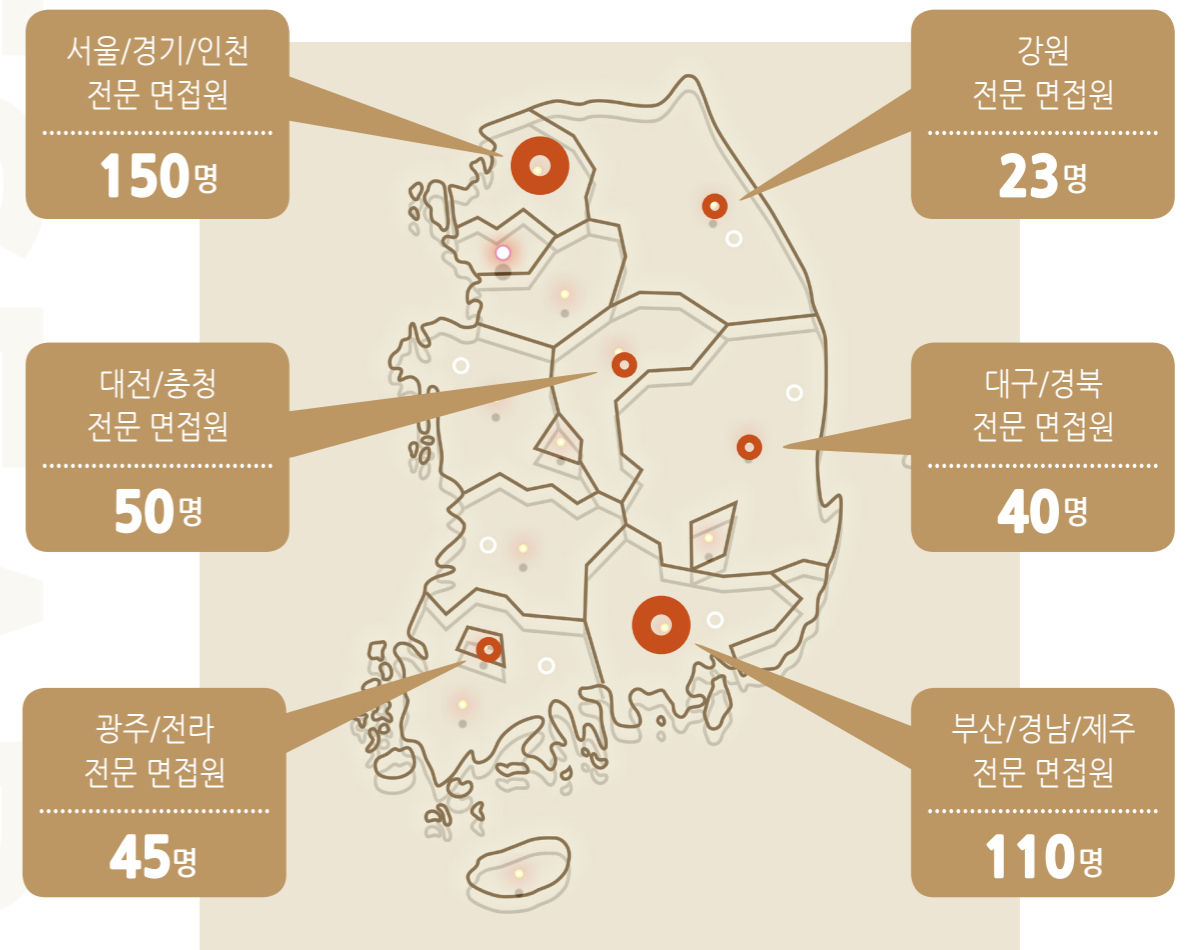 서울/경기/인천
전문 면접원
150명
강원
전문 면접원
23명
대전/충청
전문 면접원
50명
대구/경북
전문 면접원
40명
광주/전라
전문 면접원
45명
부산/경남/제주
전문 면접원
110명